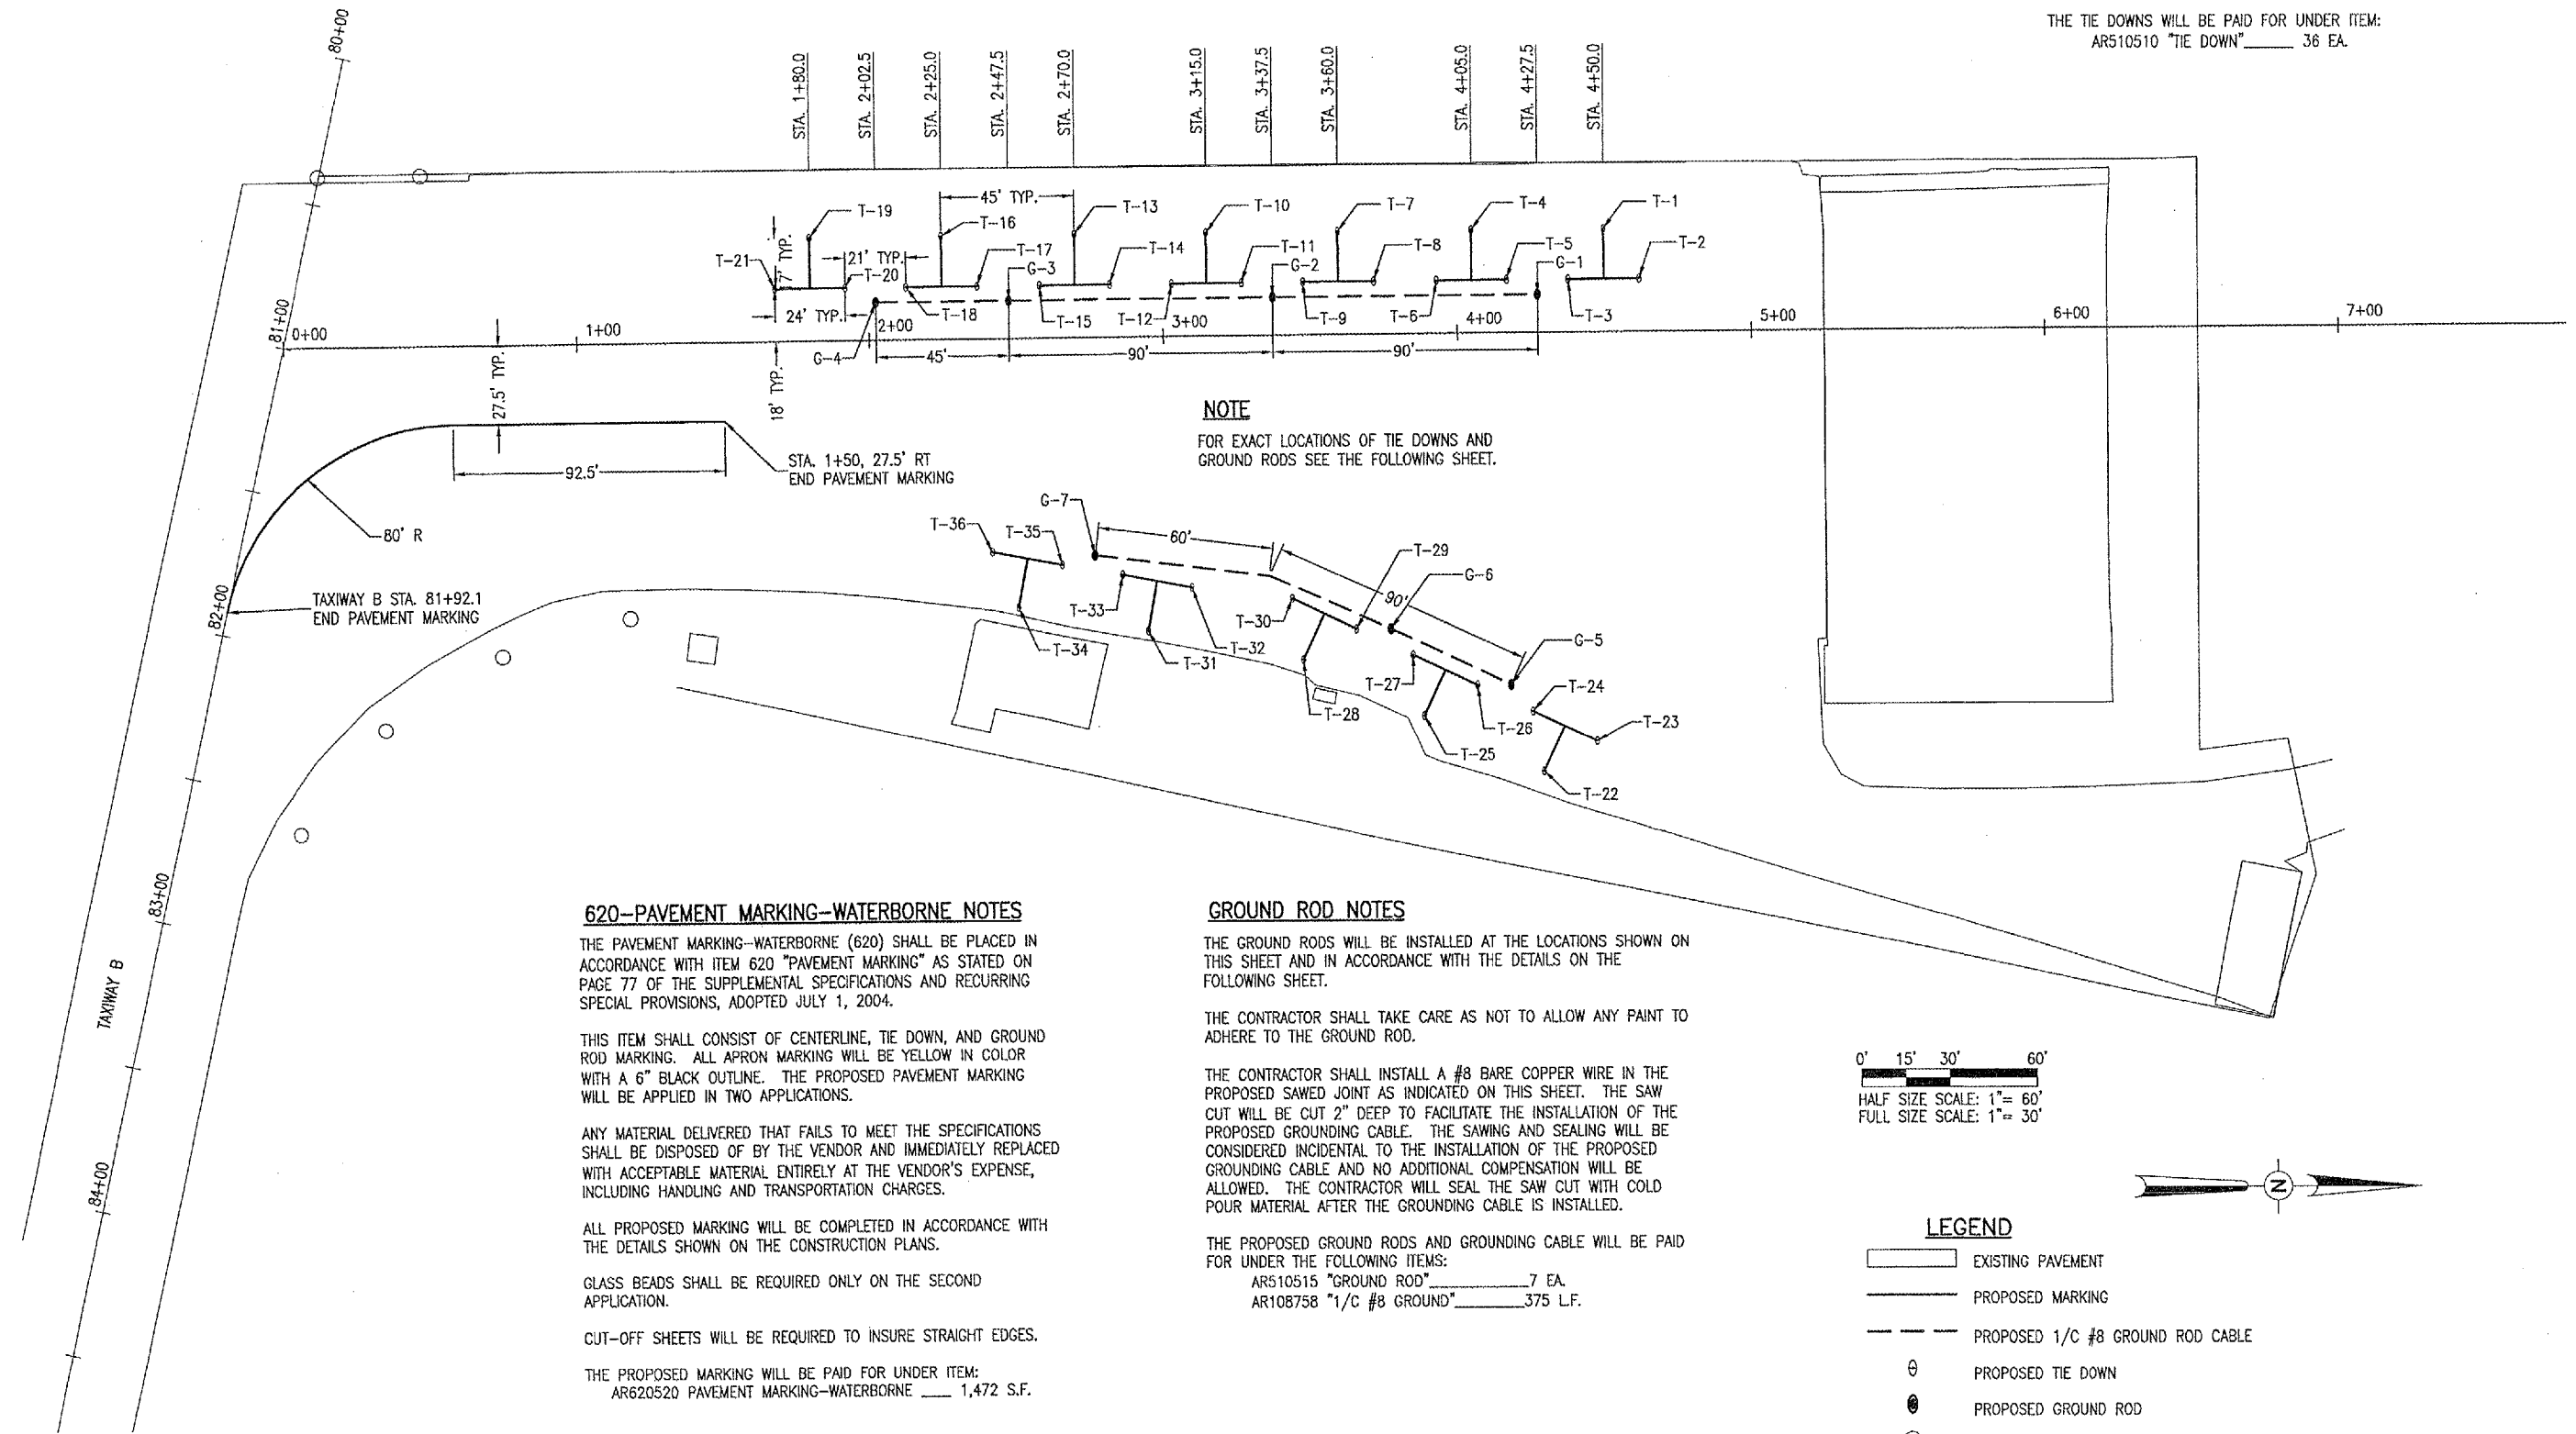 THE TIE DOWNS WILL BE PAID FOR UNDER ITEM:
AR510510 "TIE DOWN"______ 36 EA.
80+00
STA. 1+80.0
STA. 2+02.5
STA. 2+25.0
STA. 2+47.5
STA. 2+70.0
STA. 3+15.0
STA. 3+37.5
STA. 3+60.0
STA. 4+05.0
STA. 4+27.5
STA. 4+50.0
45' TYP.
T-19
T-16
T-13
T-10
T-7
T-4
T-1
T-21
77' TYP.
21' TYP.
T-20
T-17
G-3
T-14
T-11
G-2
T-8
T-5
G-1
T-2
24' TYP.
T-18
T-15
T-12
T-9
T-6
T-3
81+00
0+00
1+00
2+00
3+00
4+00
5+00
6+00
7+00
G-4
45'
90'
90'
27.5' TYP.
18' TYP.
92.5'
STA. 1+50, 27.5' RT
END PAVEMENT MARKING
80' R
NOTE
FOR EXACT LOCATIONS OF TIE DOWNS AND
GROUND RODS SEE THE FOLLOWING SHEET.
G-7
T-36
T-35
60'
90'
T-29
G-6
T-33
T-30
T-34
T-31
T-32
T-28
T-27
G-5
T-24
T-23
T-26
T-25
T-22
82+00
TAXIWAY B STA. 81+92.1
END PAVEMENT MARKING
83+00
TAXIWAY B
84+00
620-PAVEMENT MARKING-WATERBORNE NOTES
THE PAVEMENT MARKING-WATERBORNE (620) SHALL BE PLACED IN
ACCORDANCE WITH ITEM 620 "PAVEMENT MARKING" AS STATED ON
PAGE 77 OF THE SUPPLEMENTAL SPECIFICATIONS AND RECURRING
SPECIAL PROVISIONS, ADOPTED JULY 1, 2004.
THIS ITEM SHALL CONSIST OF CENTERLINE, TIE DOWN, AND GROUND
ROD MARKING. ALL APRON MARKING WILL BE YELLOW IN COLOR
WITH A 6" BLACK OUTLINE. THE PROPOSED PAVEMENT MARKING
WILL BE APPLIED IN TWO APPLICATIONS.
ANY MATERIAL DELIVERED THAT FAILS TO MEET THE SPECIFICATIONS
SHALL BE DISPOSED OF BY THE VENDOR AND IMMEDIATELY REPLACED
WITH ACCEPTABLE MATERIAL ENTIRELY AT THE VENDOR'S EXPENSE,
INCLUDING HANDLING AND TRANSPORTATION CHARGES.
ALL PROPOSED MARKING WILL BE COMPLETED IN ACCORDANCE WITH
THE DETAILS SHOWN ON THE CONSTRUCTION PLANS.
GLASS BEADS SHALL BE REQUIRED ONLY ON THE SECOND
APPLICATION.
CUT-OFF SHEETS WILL BE REQUIRED TO INSURE STRAIGHT EDGES.
THE PROPOSED MARKING WILL BE PAID FOR UNDER ITEM:
AR620520 PAVEMENT MARKING-WATERBORNE ____ 1,472 S.F.
GROUND ROD NOTES
THE GROUND RODS WILL BE INSTALLED AT THE LOCATIONS SHOWN ON
THIS SHEET AND IN ACCORDANCE WITH THE DETAILS ON THE
FOLLOWING SHEET.
THE CONTRACTOR SHALL TAKE CARE AS NOT TO ALLOW ANY PAINT TO
ADHERE TO THE GROUND ROD.
THE CONTRACTOR SHALL INSTALL A #8 BARE COPPER WIRE IN THE
PROPOSED SAWED JOINT AS INDICATED ON THIS SHEET. THE SAW
CUT WILL BE CUT 2" DEEP TO FACILITATE THE INSTALLATION OF THE
PROPOSED GROUNDING CABLE. THE SAWING AND SEALING WILL BE
CONSIDERED INCIDENTAL TO THE INSTALLATION OF THE PROPOSED
GROUNDING CABLE AND NO ADDITIONAL COMPENSATION WILL BE
ALLOWED. THE CONTRACTOR WILL SEAL THE SAW CUT WITH COLD
POUR MATERIAL AFTER THE GROUNDING CABLE IS INSTALLED.
THE PROPOSED GROUND RODS AND GROUNDING CABLE WILL BE PAID
FOR UNDER THE FOLLOWING ITEMS:
AR510515 "GROUND ROD"____________7 EA.
AR108758 "1/C #8 GROUND"________375 L.F.
0' 15' 30' 60'
HALF SIZE SCALE: 1"= 60'
FULL SIZE SCALE: 1"= 30'
N
LEGEND
EXISTING PAVEMENT
PROPOSED MARKING
PROPOSED 1/C #8 GROUND ROD CABLE
PROPOSED TIE DOWN
PROPOSED GROUND ROD